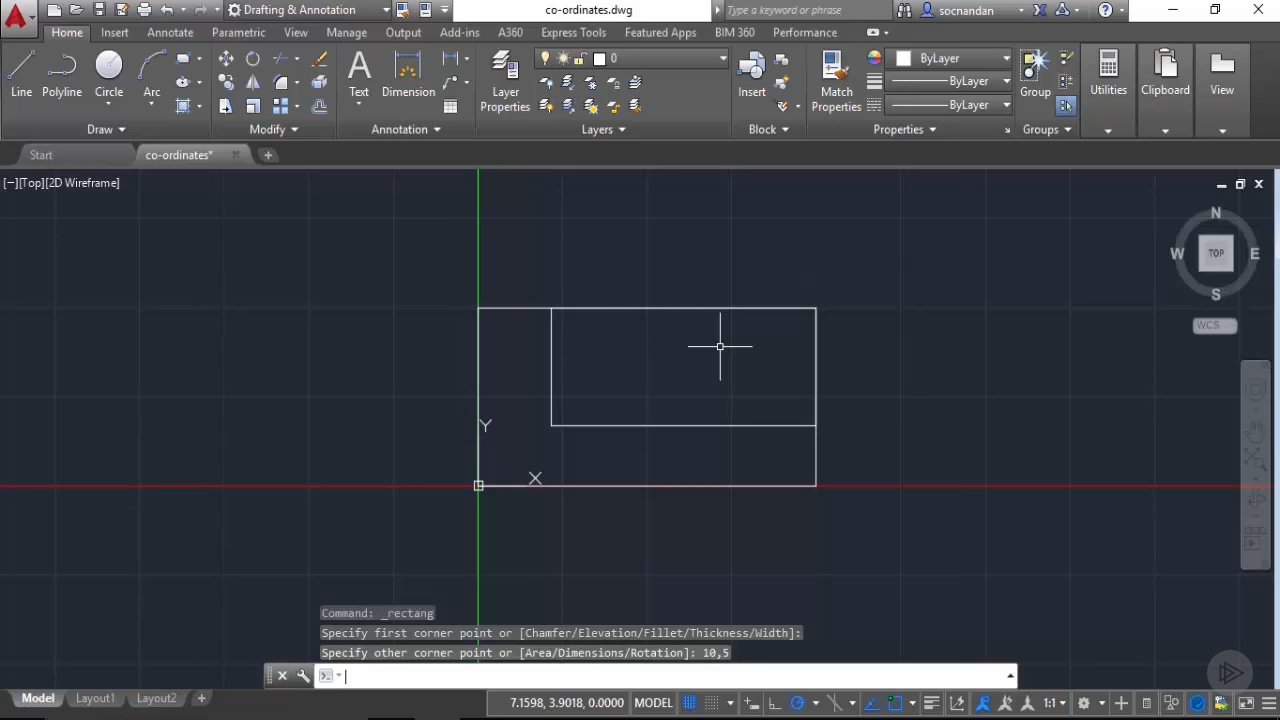 Drafting & Annotation
co-ordinates.dwg
Type a keyword or phrase
socnandan
Home Insert Annotate Parametric View Manage Output Add-ins A360 Express Tools Featured Apps BIM 360 Performance
Line Polyline Circle Arc Text Dimension Layer Properties 0 Insert Match Properties ByLayer Group Utilities Clipboard View
ByLayer
ByLayer
Draw Modify Annotation Layers Block Properties Groups
Start co-ordinates*
[−][Top][2D Wireframe]
N
W TOP E
S
WCS
Y
X
Command: _rectang
Specify first corner point or [Chamfer/Elevation/Fillet/Thickness/Width]:
Specify other corner point or [Area/Dimensions/Rotation]: 10,5
Model Layout1 Layout2 + 7.1598, 3.9018, 0.0000 MODEL 1:1